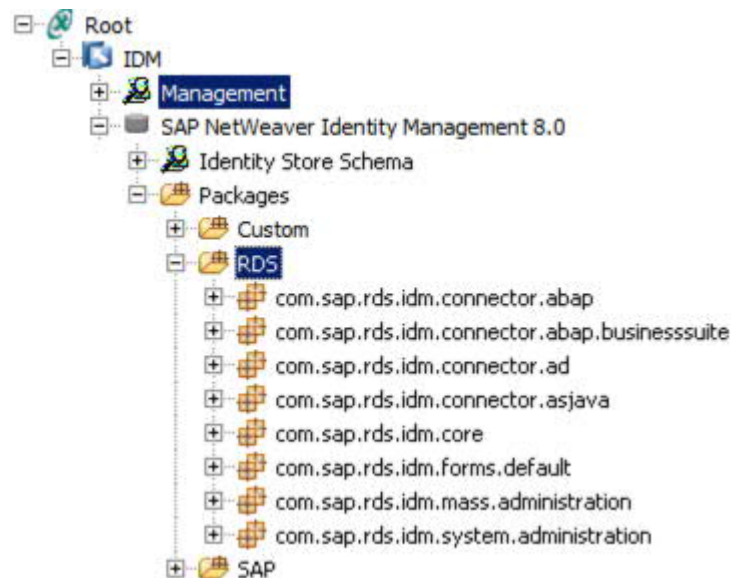 Root
IDM
Management
SAP NetWeaver Identity Management 8.0
Identity Store Schema
Packages
Custom
RDS
com.sap.rds.idm.connector.abap
com.sap.rds.idm.connector.abap.businesssuite
com.sap.rds.idm.connector.ad
com.sap.rds.idm.connector.asjava
com.sap.rds.idm.core
com.sap.rds.idm.forms.default
com.sap.rds.idm.mass.administration
com.sap.rds.idm.system.administration
SAP